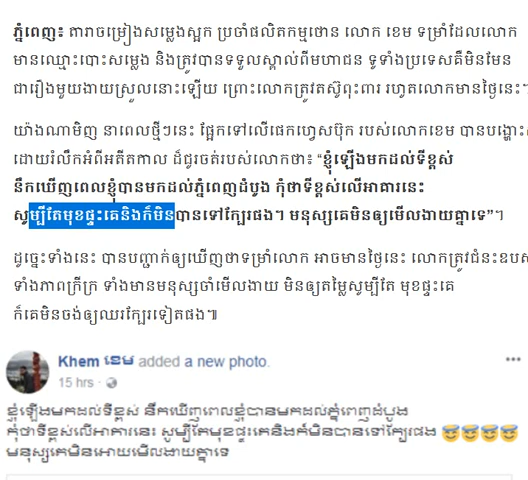 ភ្នំពេញ៖ តារាចម្រៀងសម្លេងស្អក ប្រចាំផលិតកម្មថោន លោក ខេម ទម្រាំដែលលោក
មានឈ្មោះបោះសម្លេង និងត្រូវបានទទួលស្គាល់ពីមហាជន ទូទាំងប្រទេសគឺមិនមែន
ជារឿងមួយងាយស្រួលនោះឡើយ ព្រោះលោកត្រូវតស៊ូពុះពារ រហូតលោកមានថ្ងៃនេះ។
យ៉ាងណាមិញ នាពេលថ្មីៗនេះ ផ្អែកទៅលើផេកហ្វេសប៊ុក របស់លោកខេម បានបង្ហោះ
ដោយរំលឹកអំពីអតីតកាល ដ៏ជូរចត់របស់លោកថា៖ “ខ្ញុំឡើងមកដល់ទីខ្ពស់
នឹកឃើញពេលខ្ញុំបានមកដល់ភ្នំពេញដំបូង កុំថាទីខ្ពស់លើអាគារនេះ
សូម្បីតែមុខផ្ទះគេនិងក៏មិនបានទៅក្បែរផង។ មនុស្សគេមិនឲ្យមើលងាយគ្នាទេ”។
ដូច្នេះទាំងនេះ បានបញ្ជាក់ឲ្យឃើញថាទម្រាំលោក អាចមានថ្ងៃនេះ លោកត្រូវជំនះឧបស
ទាំងភាពក្រីក្រ ទាំងមានមនុស្សចាំមើលងាយ មិនឲ្យតម្លៃសូម្បីតែ មុខផ្ទះគេ
ក៏គេមិនចង់ឲ្យឈរក្បែរទៀតផង៕
Khem ខេម added a new photo.
15 hrs ·
ខ្ញុំឡើងមកដល់ទីខ្ពស់ នឹកឃើញពេលខ្ញុំបានមកដល់ភ្នំពេញដំបូង
កុំថាទីខ្ពស់លើអាការនេះ សូម្បីតែមុខផ្ទះគេនិងក៏មិនបានទៅក្បែរផង 😇😇😇😇
មនុស្សគេមិនអោយមើលងាយគ្នាទេ